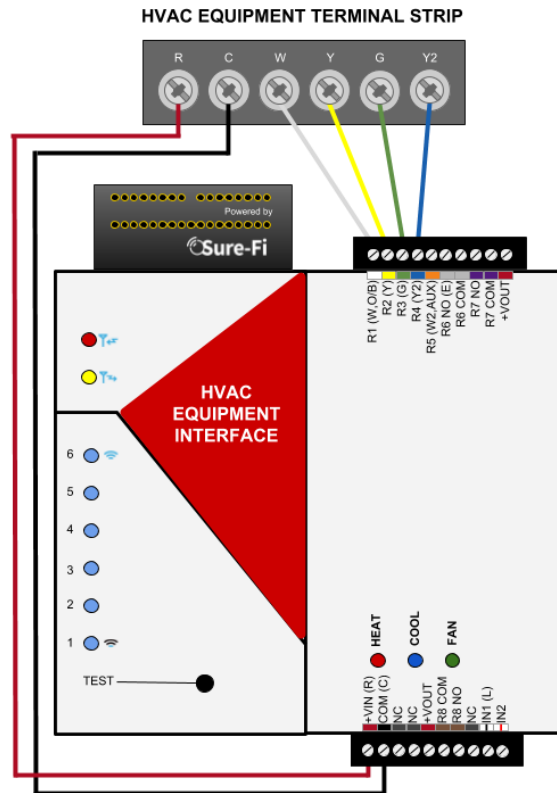 HVAC EQUIPMENT TERMINAL STRIP
R C W Y G Y2
Powered by
Sure-Fi
R1 (W,O/B)
R2 (Y)
R3 (G)
R4 (Y2)
R5 (W2,AUX)
R6 NO (E)
R6 COM
R7 NO
R7 COM
+VOUT
HVAC
EQUIPMENT
INTERFACE
6
5
4
3
2
1
TEST
HEAT
COOL
FAN
+VIN (R)
COM (C)
NC
NC
+VOUT
R8 COM
R8 NO
NC
IN1 (L)
IN2